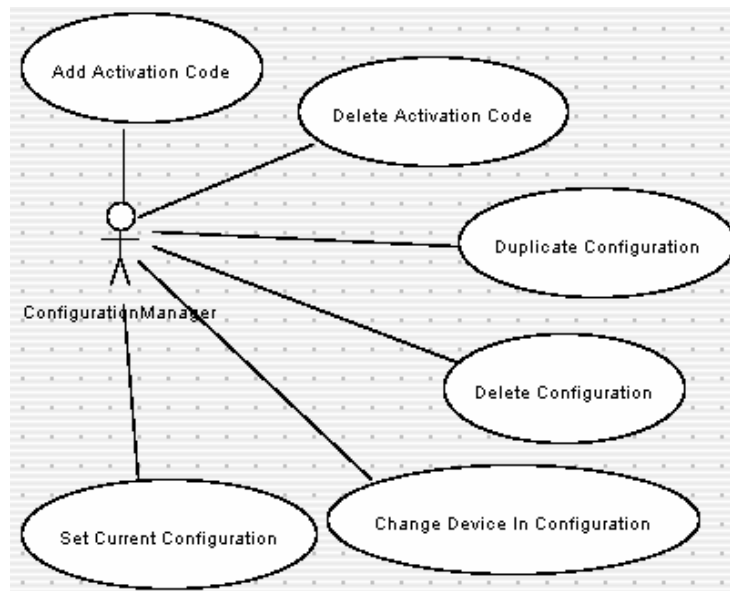 Add Activation Code
Delete Activation Code
Duplicate Configuration
ConfigurationManager
Delete Configuration
Change Device In Configuration
Set Current Configuration